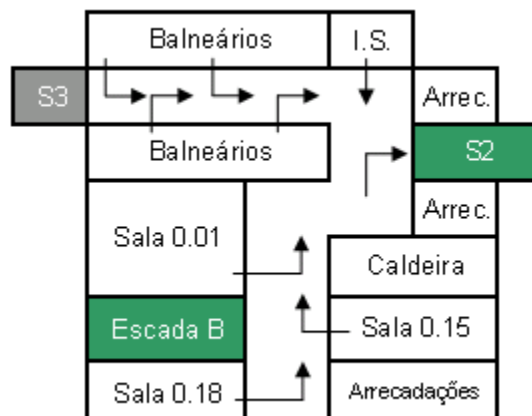 Balneários
I.S.
S3
Arrec.
Balneários
S2
Arrec.
Sala 0.01
Caldeira
Escada B
Sala 0.15
Sala 0.18
Arrecadações